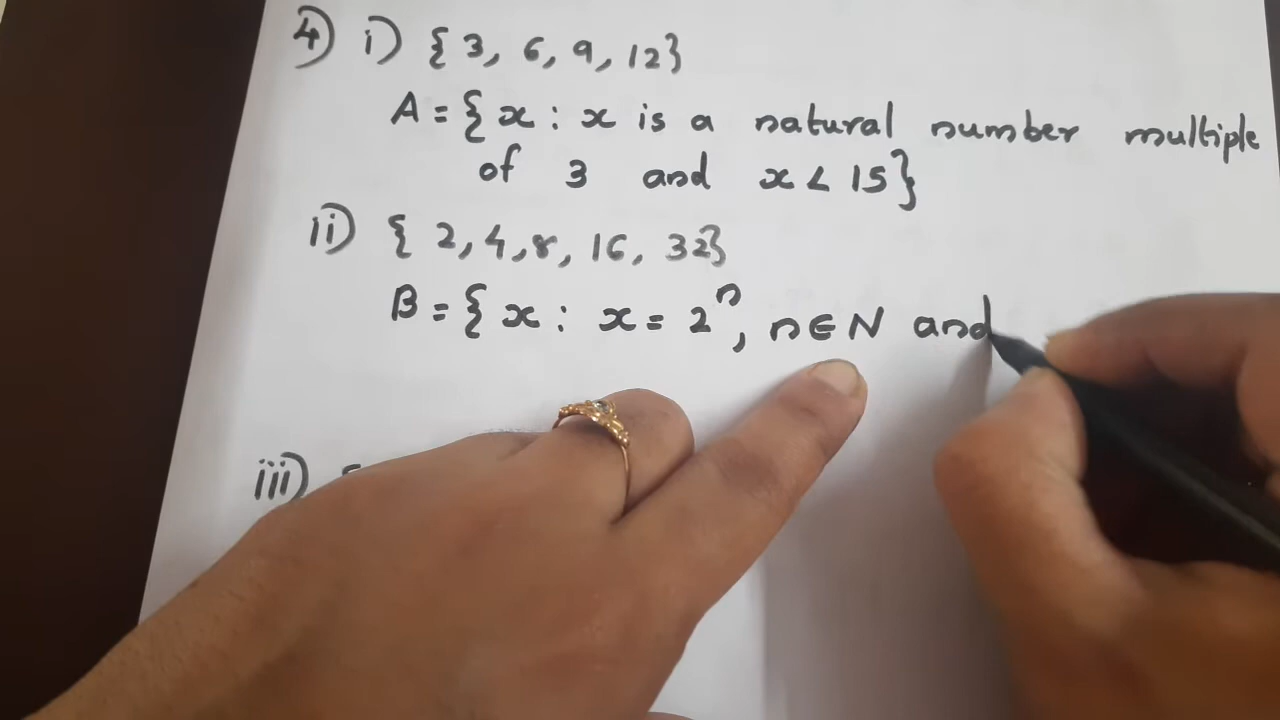 4) i) { 3, 6, 9, 12}
A = { x : x is a natural number multiple
of 3 and x < 15}
ii) { 2, 4, 8, 16, 32}
B = { x : x = 2ⁿ, n ∈ N and
iii) {